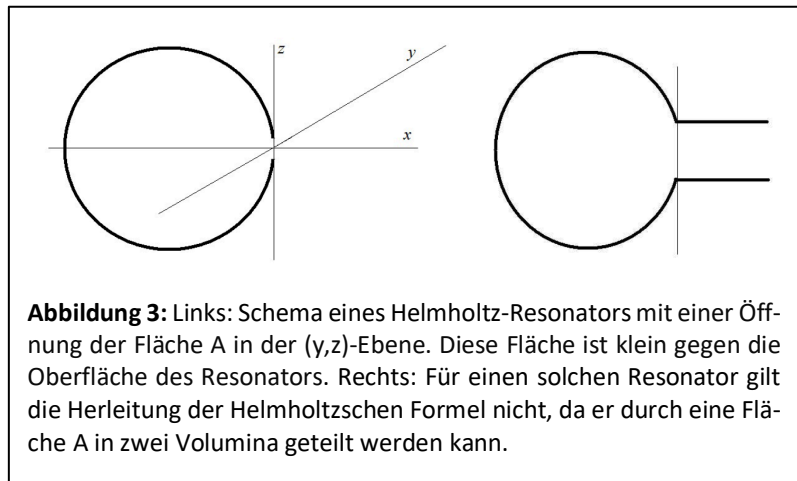 z
y
x
Abbildung 3: Links: Schema eines Helmholtz-Resonators mit einer Öff-
nung der Fläche A in der (y,z)-Ebene. Diese Fläche ist klein gegen die
Oberfläche des Resonators. Rechts: Für einen solchen Resonator gilt
die Herleitung der Helmholtzschen Formel nicht, da er durch eine Flä-
che A in zwei Volumina geteilt werden kann.